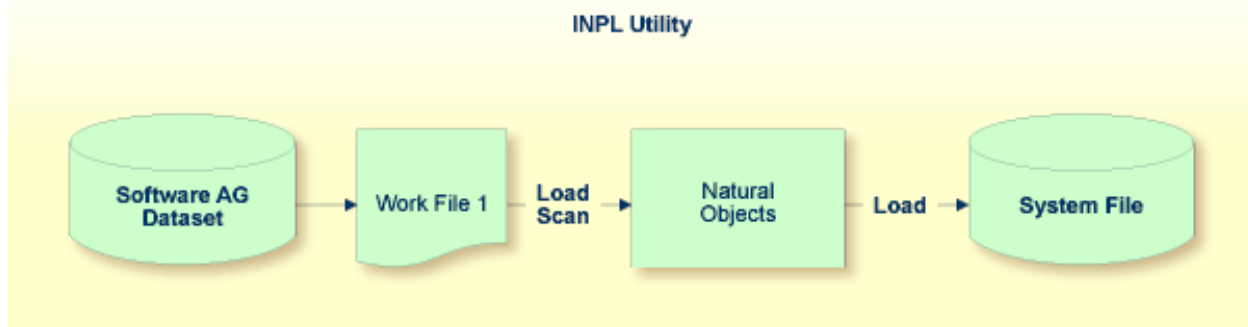 INPL Utility
Software AG
Dataset
Work File 1
Load
Scan
Natural
Objects
Load
System File